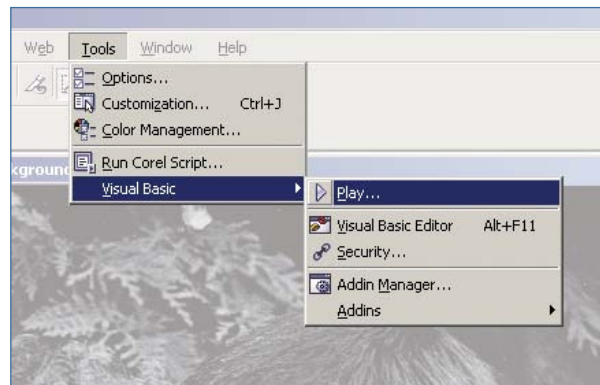 Web Tools Window Help
Options...
Customization... Ctrl+J
Color Management...
Run Corel Script...
Visual Basic
Play...
Visual Basic Editor Alt+F11
Security...
Addin Manager...
Addins